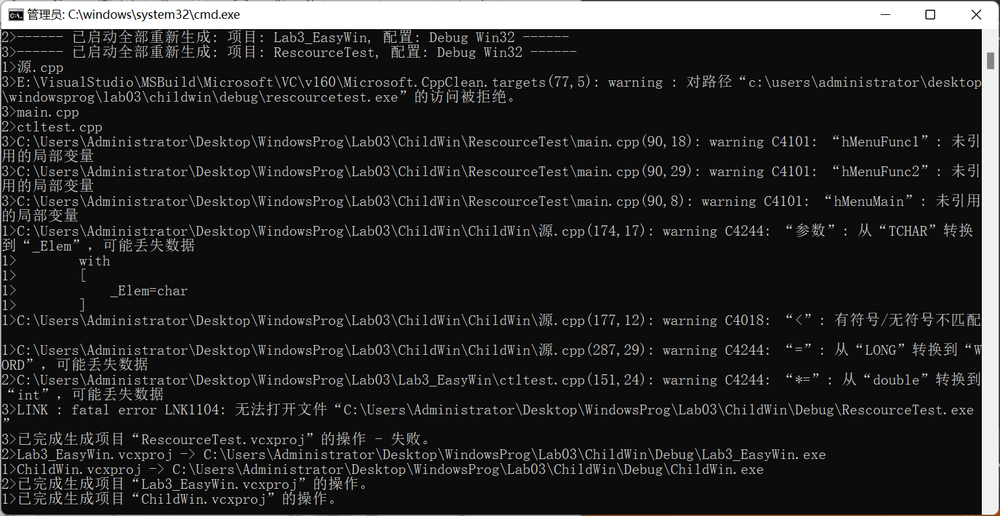 管理员: C:\windows\system32\cmd.exe
2>------ 已启动全部重新生成: 项目: Lab3_EasyWin, 配置: Debug Win32 ------
3>------ 已启动全部重新生成: 项目: RescourceTest, 配置: Debug Win32 ------
1>源.cpp
3>E:\VisualStudio\MSBuild\Microsoft\VC\v160\Microsoft.CppClean.targets(77,5): warning : 对路径“c:\users\administrator\desktop
\windowsprog\lab03\childwin\debug\rescourcetest.exe”的访问被拒绝。
3>main.cpp
2>ctltest.cpp
3>C:\Users\Administrator\Desktop\WindowsProg\Lab03\ChildWin\RescourceTest\main.cpp(90,18): warning C4101: “hMenuFunc1”: 未引
用的局部变量
3>C:\Users\Administrator\Desktop\WindowsProg\Lab03\ChildWin\RescourceTest\main.cpp(90,29): warning C4101: “hMenuFunc2”: 未引
用的局部变量
3>C:\Users\Administrator\Desktop\WindowsProg\Lab03\ChildWin\RescourceTest\main.cpp(90,8): warning C4101: “hMenuMain”: 未引用
的局部变量
1>C:\Users\Administrator\Desktop\WindowsProg\Lab03\ChildWin\ChildWin\源.cpp(174,17): warning C4244: “参数”: 从“TCHAR”转换
到“_Elem”，可能丢失数据
1>        with
1>        [
1>            _Elem=char
1>        ]
1>C:\Users\Administrator\Desktop\WindowsProg\Lab03\ChildWin\ChildWin\源.cpp(177,12): warning C4018: “<”: 有符号/无符号不匹配
1>C:\Users\Administrator\Desktop\WindowsProg\Lab03\ChildWin\ChildWin\源.cpp(287,29): warning C4244: “=”: 从“LONG”转换到“W
ORD”，可能丢失数据
2>C:\Users\Administrator\Desktop\WindowsProg\Lab03\Lab3_EasyWin\ctltest.cpp(151,24): warning C4244: “*=”: 从“double”转换到
“int”，可能丢失数据
3>LINK : fatal error LNK1104: 无法打开文件“C:\Users\Administrator\Desktop\WindowsProg\Lab03\ChildWin\Debug\RescourceTest.exe
”
3>已完成生成项目“RescourceTest.vcxproj”的操作 - 失败。
2>Lab3_EasyWin.vcxproj -> C:\Users\Administrator\Desktop\WindowsProg\Lab03\ChildWin\Debug\Lab3_EasyWin.exe
1>ChildWin.vcxproj -> C:\Users\Administrator\Desktop\WindowsProg\Lab03\ChildWin\Debug\ChildWin.exe
2>已完成生成项目“Lab3_EasyWin.vcxproj”的操作。
1>已完成生成项目“ChildWin.vcxproj”的操作。